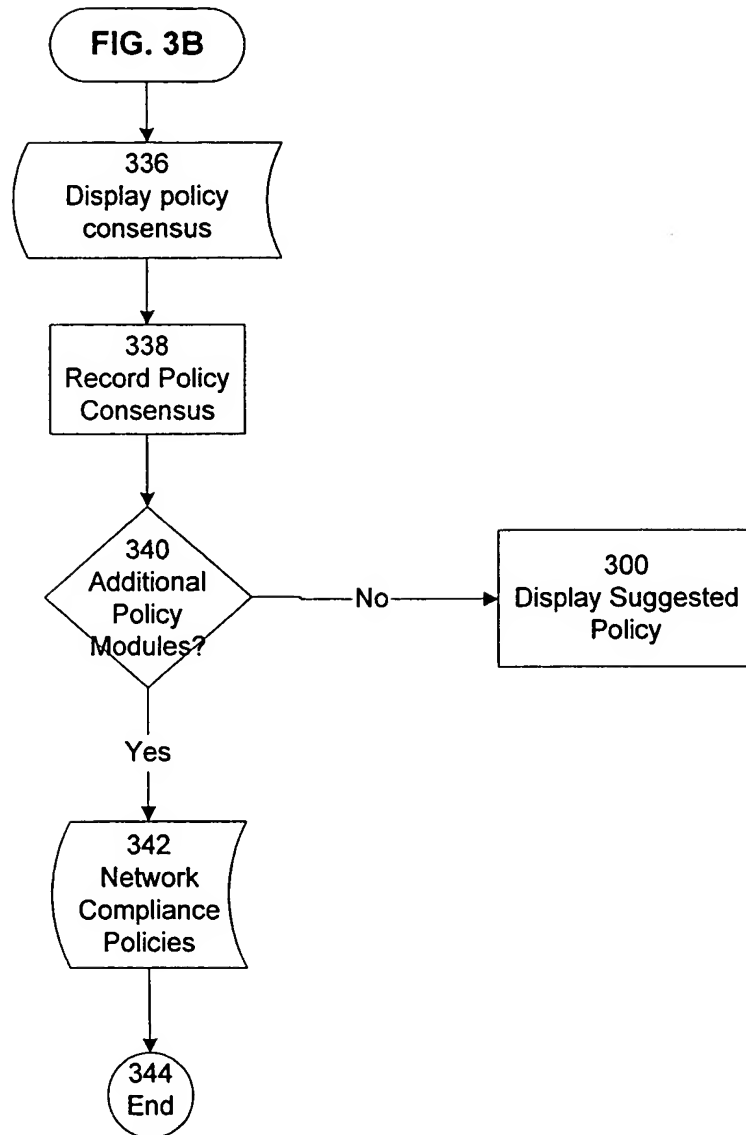 FIG. 3B
336
Display policy
consensus
338
Record Policy
Consensus
340
Additional
Policy
Modules?
No
300
Display Suggested
Policy
Yes
342
Network
Compliance
Policies
344
End